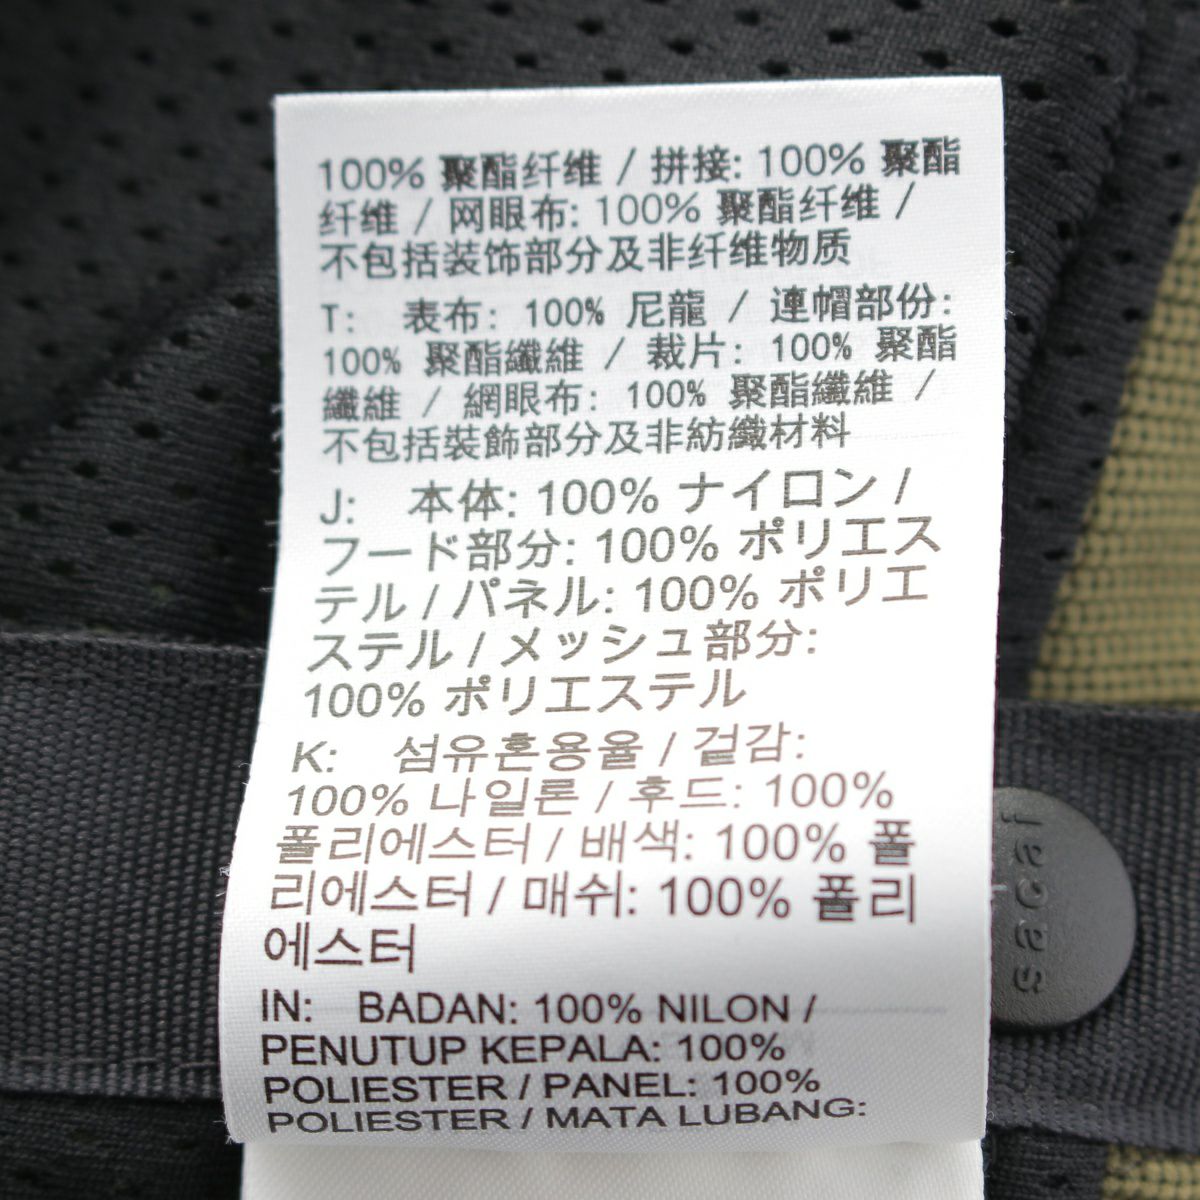 100% 聚酯纤维 / 拼接: 100% 聚酯
纤维 / 网眼布: 100% 聚酯纤维 /
不包括装饰部分及非纤维物质
T: 表布: 100% 尼龍 / 連帽部份:
100% 聚酯纖維 / 裁片: 100% 聚酯
纖維 / 網眼布: 100% 聚酯纖維 /
不包括裝飾部分及非紡織材料
J: 本体: 100% ナイロン /
フード部分: 100% ポリエス
テル / パネル: 100% ポリエ
ステル / メッシュ部分:
100% ポリエステル
K: 섬유혼용율 / 겉감:
100% 나일론 / 후드: 100%
폴리에스터 / 배색: 100% 폴
리에스터 / 매쉬: 100% 폴리
에스터
IN: BADAN: 100% NILON /
PENUTUP KEPALA: 100%
POLIESTER / PANEL: 100%
POLIESTER / MATA LUBANG:
sacai